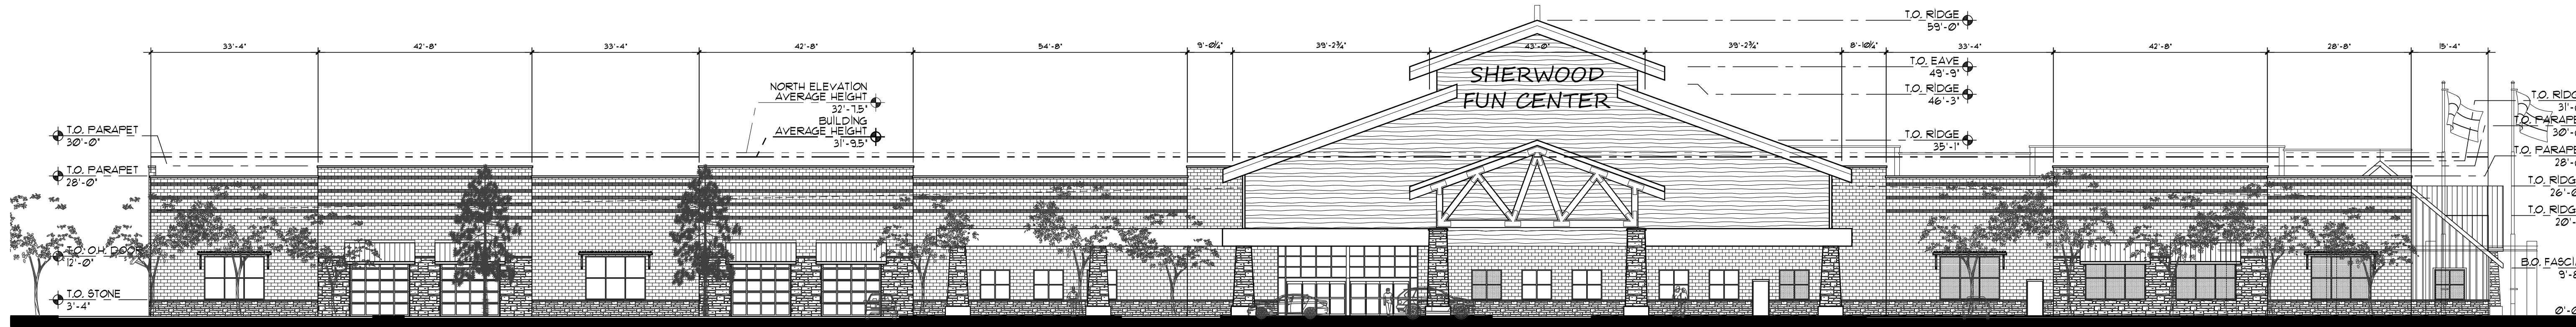 T.O. RIDGE
59'-0"
33'-4"
42'-8"
33'-4"
42'-8"
54'-8"
9'-0¼"
39'-2¾"
43'-0"
39'-2¾"
8'-10¼"
33'-4"
42'-8"
28'-8"
15'-4"
T.O. EAVE
49'-9"
SHERWOOD
FUN CENTER
T.O. RIDGE
46'-3"
NORTH ELEVATION
AVERAGE HEIGHT
32'-7.5"
BUILDING
AVERAGE HEIGHT
31'-9.5"
T.O. PARAPET
30'-0"
T.O. RIDGE
35'-1"
T.O. PARAPET
28'-0"
T.O. O.H. DOOR
12'-0"
T.O. STONE
3'-4"